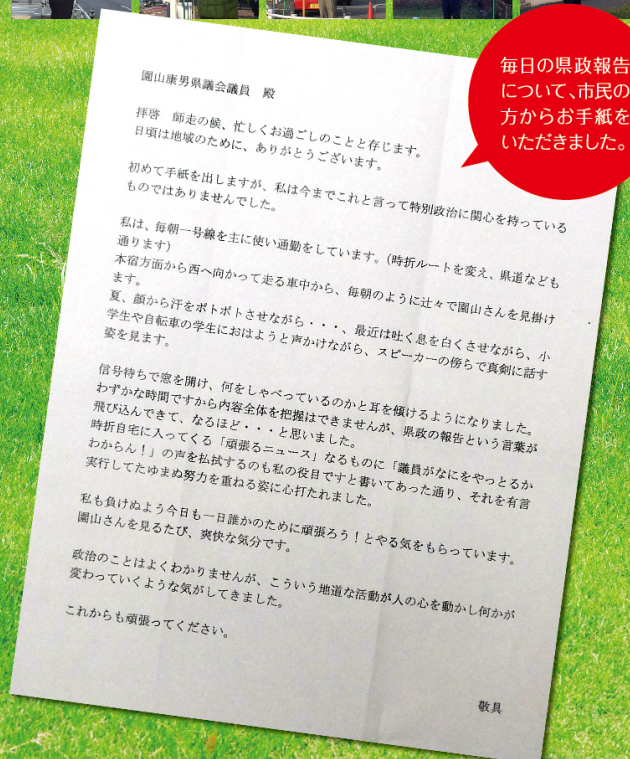 毎日の県政報告
について、市民の
方からお手紙を
いただきました。
園山康男県議会議員　殿
拝啓　師走の候、忙しくお過ごしのことと存じます。
日頃は地域のために、ありがとうございます。
初めて手紙を出しますが、私は今までこれと言って特別政治に関心を持っている
ものではありませんでした。
私は、毎朝一号線を主に使い通勤をしています。（時折ルートを変え、県道なども
通ります）
本宿方面から西へ向かって走る車中から、毎朝のように辻々で園山さんを見掛け
ます。
夏、顔から汗をポトポトさせながら・・・、最近は吐く息を白くさせながら、小
学生や自転車の学生におはようと声かけながら、スピーカーの傍らで真剣に話す
姿を見ます。
信号待ちで窓を開け、何をしゃべっているのかと耳を傾けるようになりました。
わずかな時間ですから内容全体を把握はできませんが、県政の報告という言葉が
飛び込んできて、なるほど・・・と思いました。
時折自宅に入ってくる「頑張るニュース」なるものに「議員がなにをやっとるか
わからん！」の声を払拭するのも私の役目ですと書いてあった通り、それを有言
実行してたゆまぬ努力を重ねる姿に心打たれました。
私も負けぬよう今日も一日誰かのために頑張ろう！とやる気をもらっています。
園山さんを見るたび、爽快な気分です。
政治のことはよくわかりませんが、こういう地道な活動が人の心を動かし何かが
変わっていくような気がしてきました。
これからも頑張ってください。
敬具